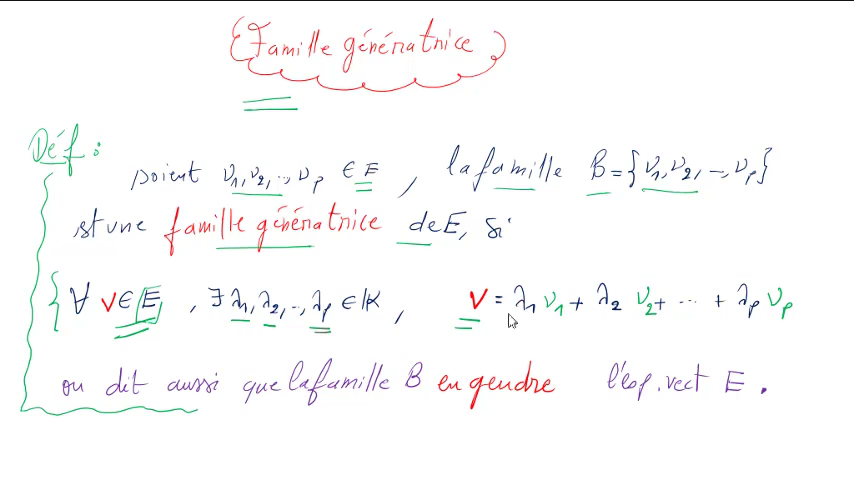 Famille génératrice
Déf :
soient v₁, v₂, .., vₚ ∈ E , la famille B = {v₁, v₂, .., vₚ}
est une famille génératrice de E, si
{ ∀ v ∈ E , ∃ λ₁, λ₂, .., λₚ ∈ K , v = λ₁ v₁ + λ₂ v₂ + ... + λₚ vₚ
on dit aussi que la famille B engendre l'esp. vect E .